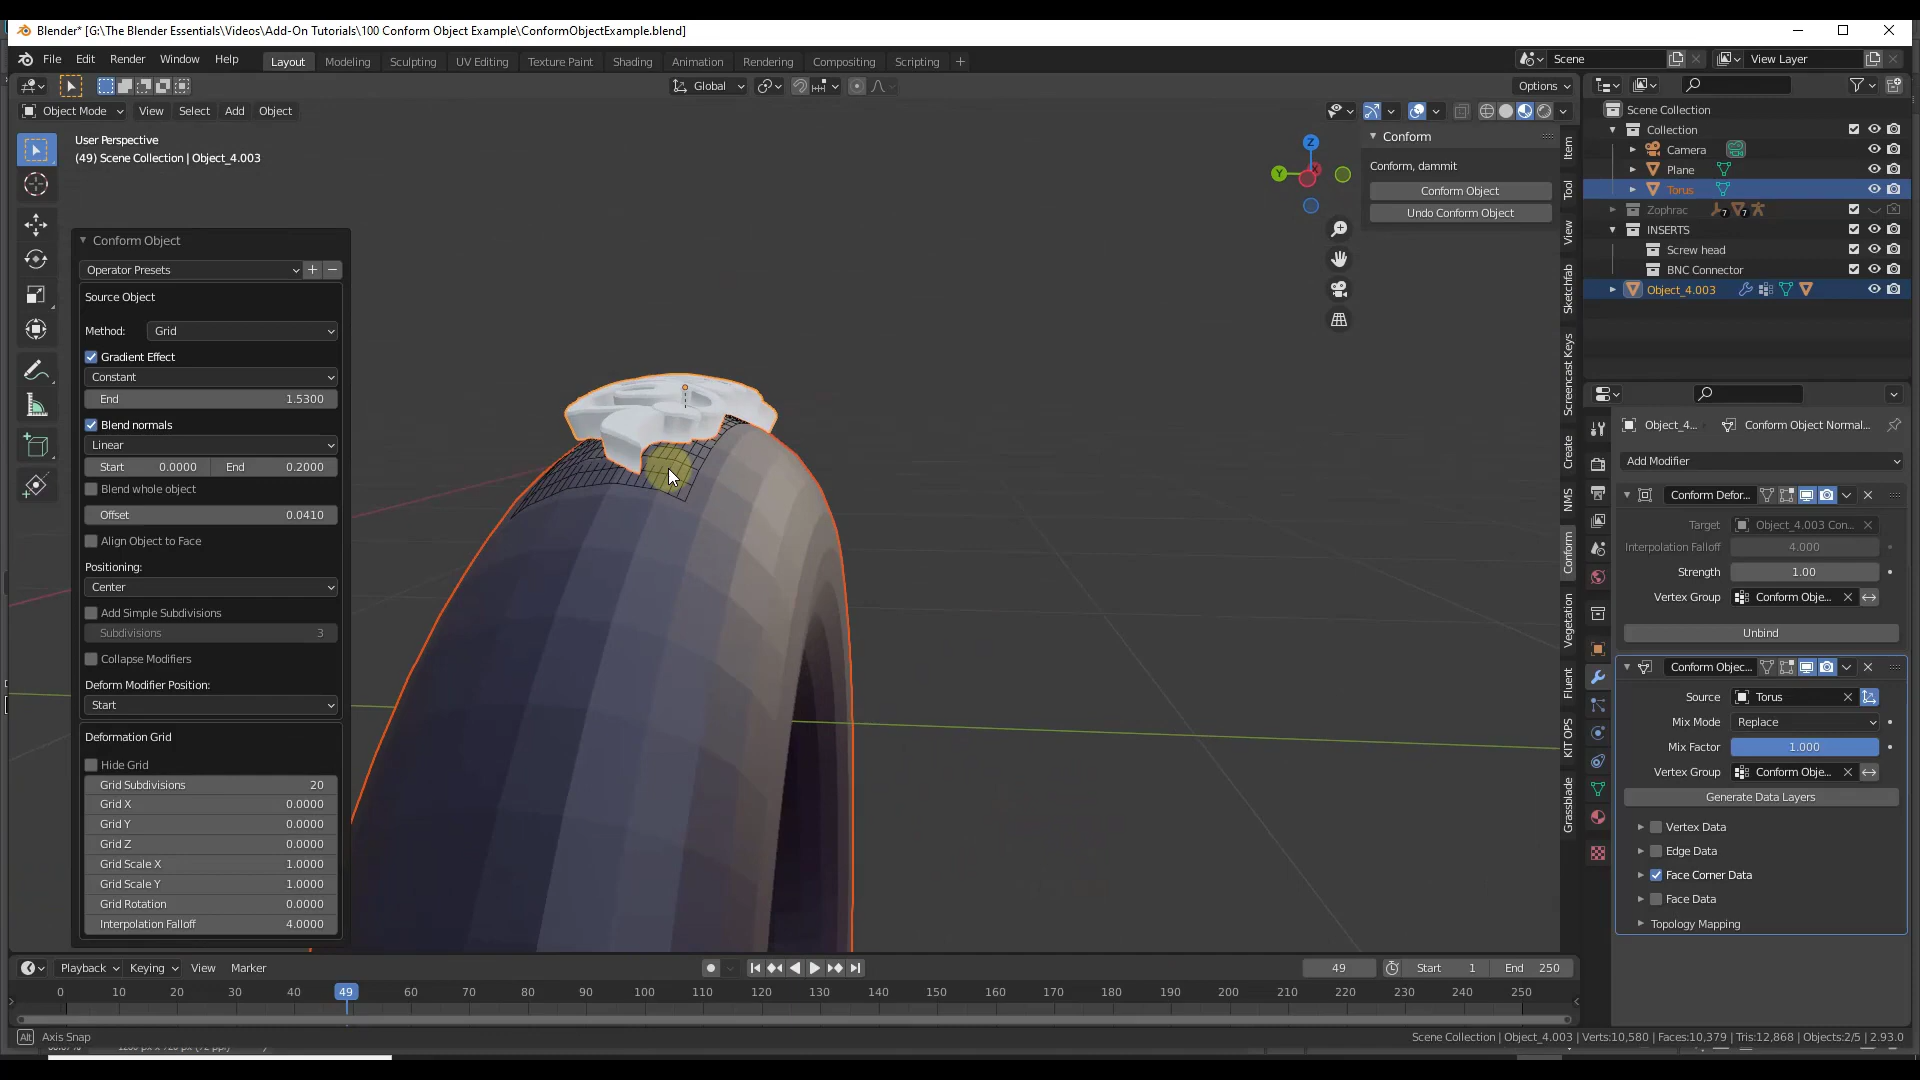 Blender* [G:\The Blender Essentials\Videos\Add-On Tutorials\100 Conform Object Example\ConformObjectExample.blend]
File Edit Render Window Help Layout Modeling Sculpting UV Editing Texture Paint Shading Animation Rendering Compositing Scripting + Scene View Layer
Global Options
Object Mode View Select Add Object
User Perspective
(49) Scene Collection | Object_4.003
Conform Object
Operator Presets
Source Object
Method: Grid
Gradient Effect
Constant
End 1.5300
Blend normals
Linear
Start 0.0000 End 0.2000
Blend whole object
Offset 0.0410
Align Object to Face
Positioning:
Center
Add Simple Subdivisions
Subdivisions 3
Collapse Modifiers
Deform Modifier Position:
Start
Deformation Grid
Hide Grid
Grid Subdivisions 20
Grid X 0.0000
Grid Y 0.0000
Grid Z 0.0000
Grid Scale X 1.0000
Grid Scale Y 1.0000
Grid Rotation 0.0000
Interpolation Falloff 4.0000
Z
Y
X
Conform
Conform, dammit
Conform Object
Undo Conform Object
Item
Tool
View
Sketchfab
Screencast Keys
Create
NMS
Conform
Vegetation
Fluent
KIT OPS
Grassblade
Scene Collection
Collection
Camera
Plane
Torus
Zophrac 7 7
INSERTS
Screw head
BNC Connector
Object_4.003
Object_4... Conform Object Normal...
Add Modifier
Conform Defor...
Target Object_4.003 Con...
Interpolation Falloff 4.000
Strength 1.00
Vertex Group Conform Obje...
Unbind
Conform Objec...
Source Torus
Mix Mode Replace
Mix Factor 1.000
Vertex Group Conform Obje...
Generate Data Layers
Vertex Data
Edge Data
Face Corner Data
Face Data
Topology Mapping
Playback Keying View Marker 49 Start 1 End 250
0 10 20 30 40 49 60 70 80 90 100 110 120 130 140 150 160 170 180 190 200 210 220 230 240 250
Alt Axis Snap
Scene Collection | Object_4.003 | Verts:10,580 | Faces:10,379 | Tris:12,868 | Objects:2/5 | 2.93.0